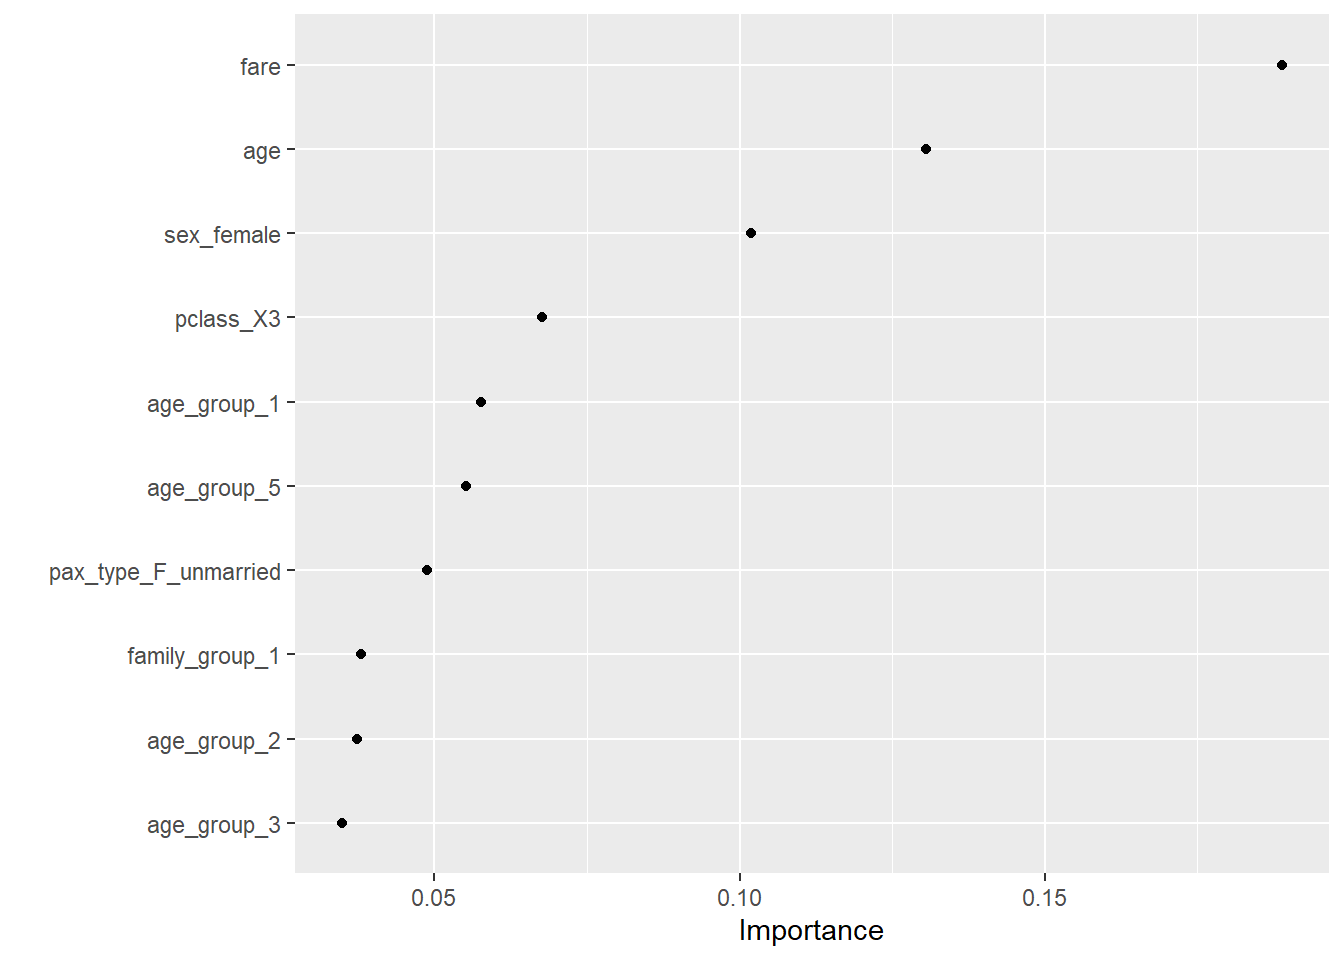 fare
age
sex_female
pclass_X3
age_group_1
age_group_5
pax_type_F_unmarried
family_group_1
age_group_2
age_group_3
0.05 0.10 0.15
Importance